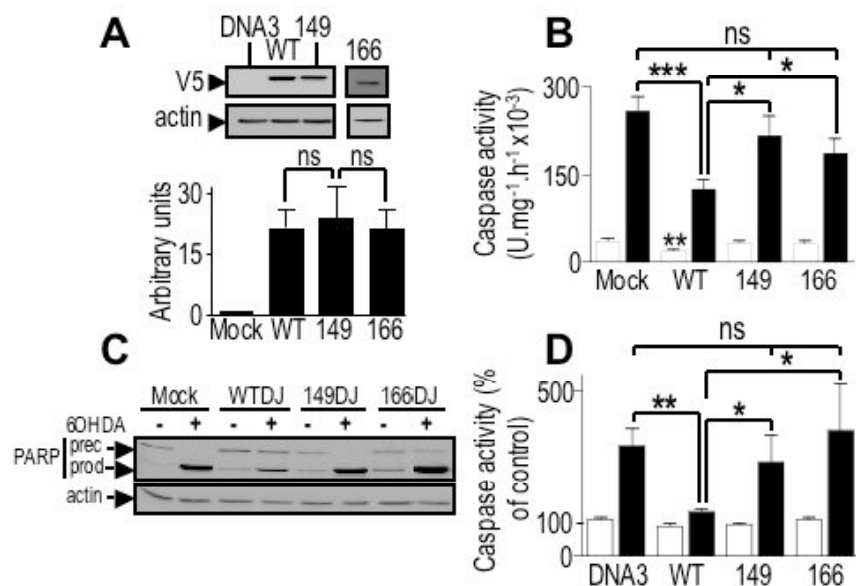 A
DNA3 149
WT 166
V5
actin
ns ns
Arbitrary units
30
15
0
Mock WT 149 166
B
ns
*** * *
Caspase activity
(U.mg⁻¹.h⁻¹ x10⁻³)
300
150
0
**
Mock WT 149 166
C
Mock WTDJ 149DJ 166DJ
6OHDA - + - + - + - +
PARP
prec
prod
actin
D
ns
** * *
Caspase activity (%
of control)
500
100
0
DNA3 WT 149 166